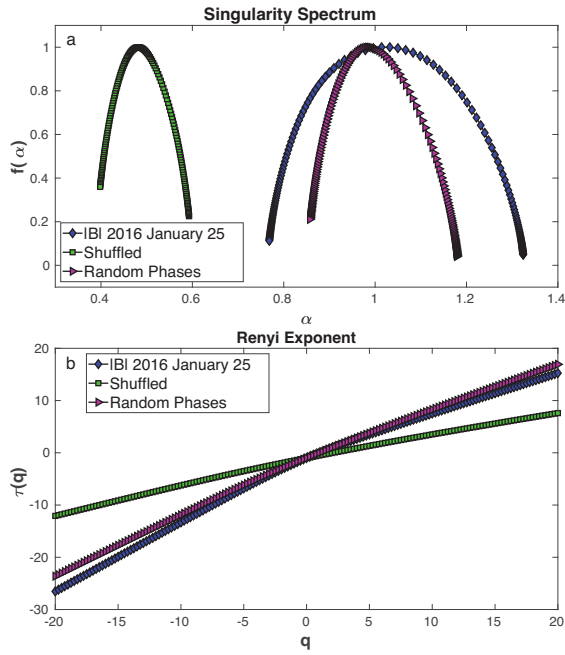 Singularity Spectrum
a
1
0.8
0.6
0.4
0.2
0
f( α)
|B| 2016 January 25
Shuffled
Random Phases
0.4 0.6 0.8 1 1.2 1.4
α
Renyi Exponent
b
20
10
0
-10
-20
-30
τ(q)
|B| 2016 January 25
Shuffled
Random Phases
-20 -15 -10 -5 0 5 10 15 20
q